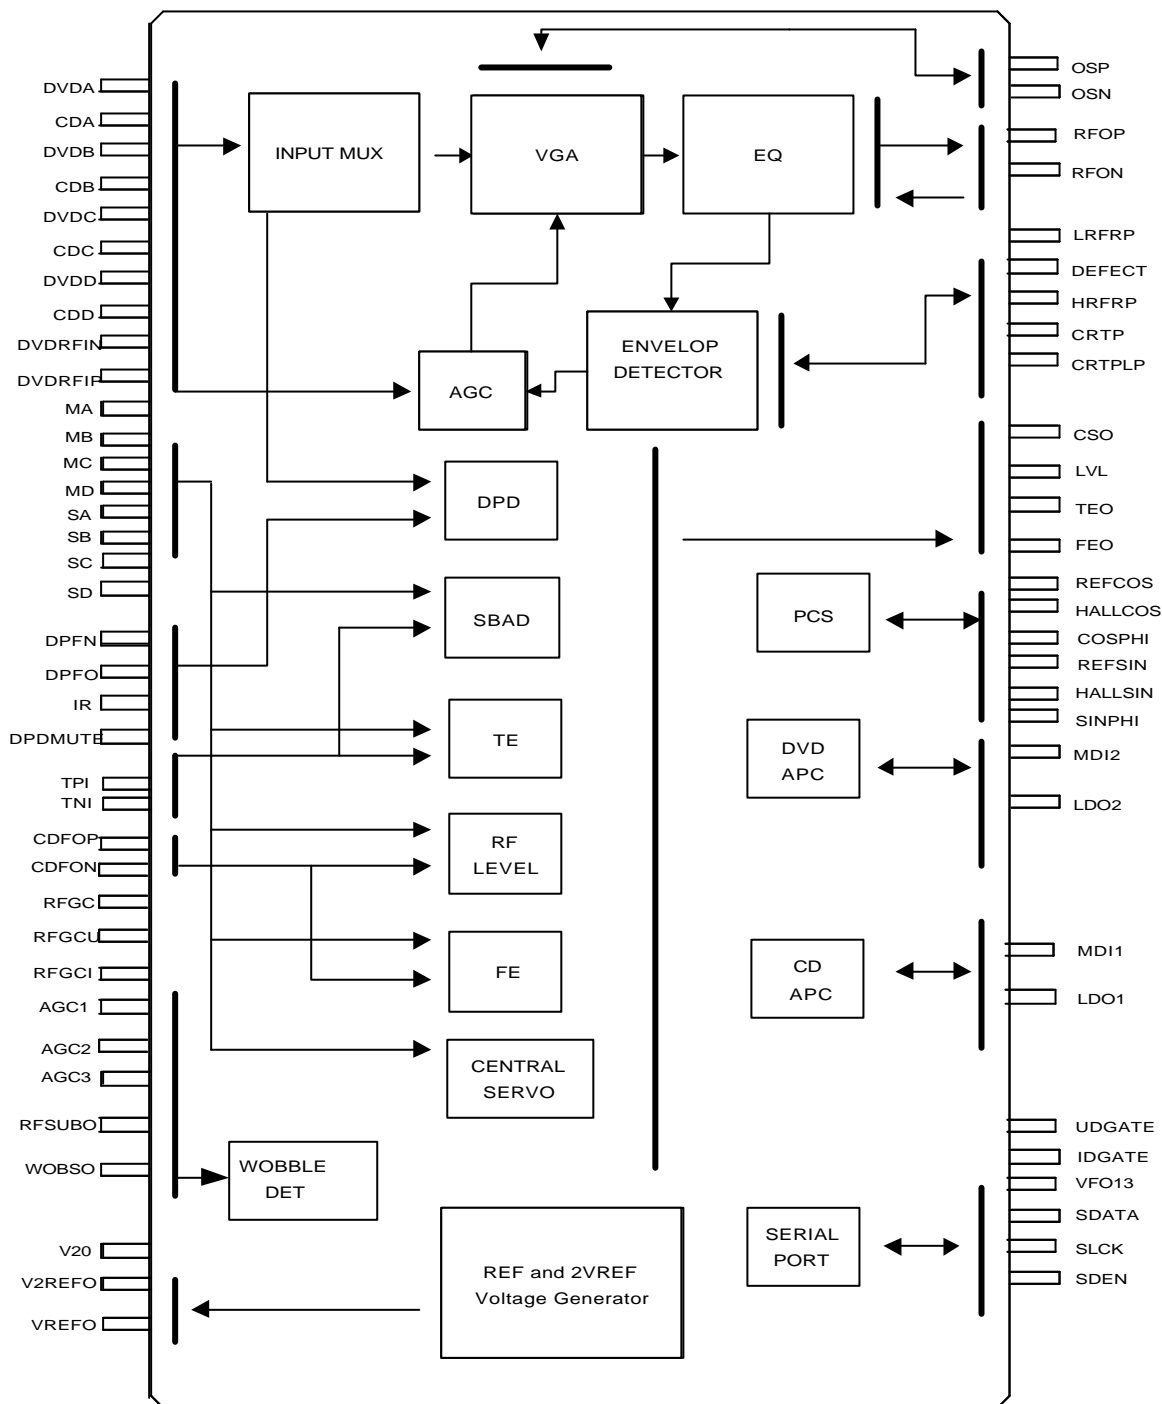 DVDA
CDA
DVDB
CDB
DVDC
CDC
DVDD
CDD
DVDRFIN
DVDRFIP
MA
MB
MC
MD
SA
SB
SC
SD
DPFN
DPFO
IR
DPDMUTE
TPI
TNI
CDFOP
CDFON
RFGC
RFGCU
RFGCI
AGC1
AGC2
AGC3
RFSUBO
WOBSO
V20
V2REFO
VREFO
INPUT MUX
VGA
EQ
AGC
ENVELOP
DETECTOR
DPD
SBAD
TE
RF
LEVEL
FE
CENTRAL
SERVO
WOBBLE
DET
REF and 2VREF
Voltage Generator
PCS
DVD
APC
CD
APC
SERIAL
PORT
OSP
OSN
RFOP
RFON
LRFRP
DEFECT
HRFRP
CRTP
CRTPLP
CSO
LVL
TEO
FEO
REFCOS
HALLCOS
COSPHI
REFSIN
HALLSIN
SINPHI
MDI2
LDO2
MDI1
LDO1
UDGATE
IDGATE
VFO13
SDATA
SLCK
SDEN